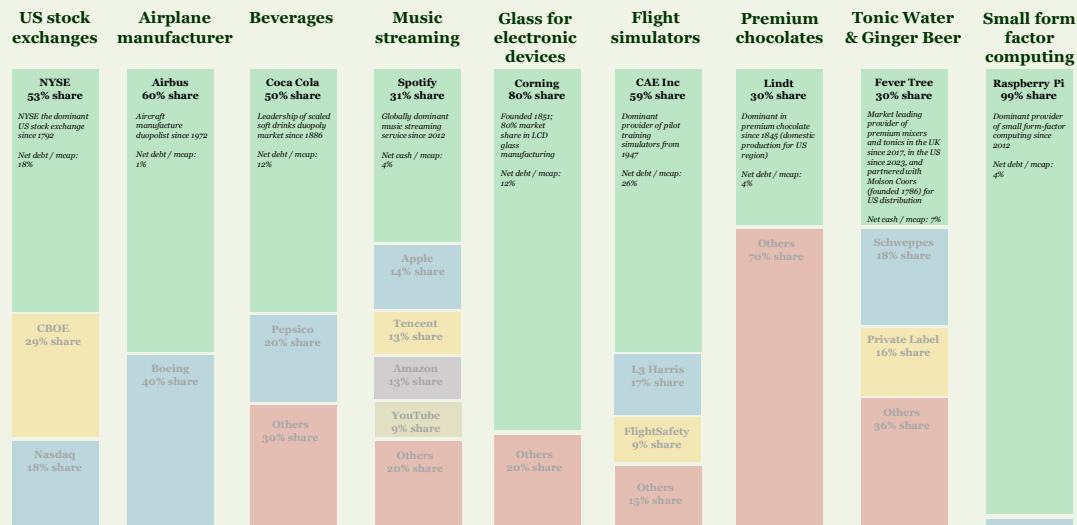 US stock
exchanges
NYSE
53% share
NYSE the dominant
US stock exchange
since 1792
Net debt / mcap:
18%
CBOE
29% share
Nasdaq
18% share
Airplane
manufacturer
Airbus
60% share
Aircraft
manufacture
duopolist since 1972
Net debt / mcap:
1%
Boeing
40% share
Beverages
Coca Cola
50% share
Leadership of scaled
soft drinks duopoly
market since 1886
Net debt / mcap:
12%
Pepsico
20% share
Others
30% share
Music
streaming
Spotify
31% share
Globally dominant
music streaming
service since 2012
Net cash / mcap:
4%
Apple
14% share
Tencent
13% share
Amazon
13% share
YouTube
9% share
Others
20% share
Glass for
electronic
devices
Corning
80% share
Founded 1851;
80% market
share in LCD
glass
manufacturing
Net debt / mcap:
12%
Others
20% share
Flight
simulators
CAE Inc
59% share
Dominant
provider of pilot
training
simulators from
1947
Net debt / mcap:
26%
L3 Harris
17% share
FlightSafety
9% share
Others
15% share
Premium
chocolates
Lindt
30% share
Dominant in
premium chocolate
since 1845 (domestic
production for US
region)
Net debt / mcap:
4%
Others
70% share
Tonic Water
& Ginger Beer
Fever Tree
30% share
Market leading
provider of
premium mixers
and tonics in the UK
since 2017, in the US
since 2023, and
partnered with
Molson Coors
(founded 1786) for
US distribution
Net cash / mcap: 7%
Schweppes
18% share
Private Label
16% share
Others
36% share
Small form
factor
computing
Raspberry Pi
99% share
Dominant provider
of small form-factor
computing since
2012
Net debt / mcap:
4%